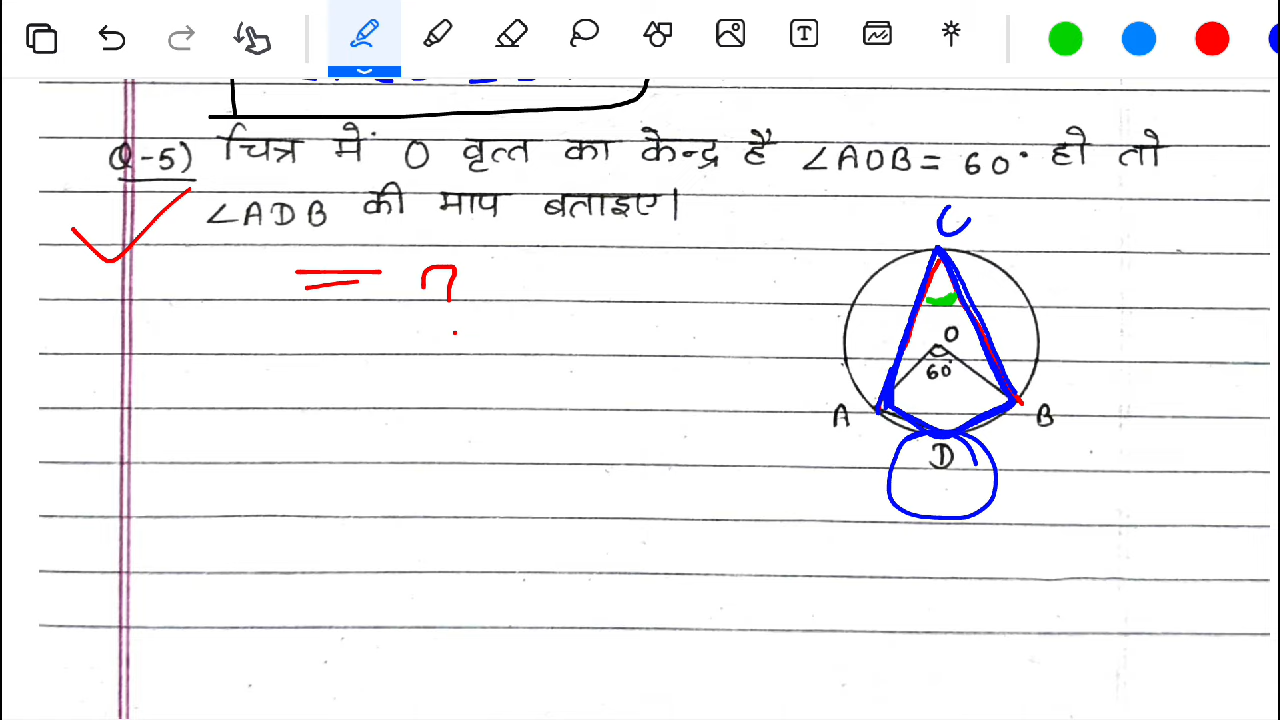 Q-5) चित्र में O वृत्त का केन्द्र है ∠AOB = 60° हो तो
∠ADB की माप बताइए।
= ?
C
O
60°
A
B
D
T